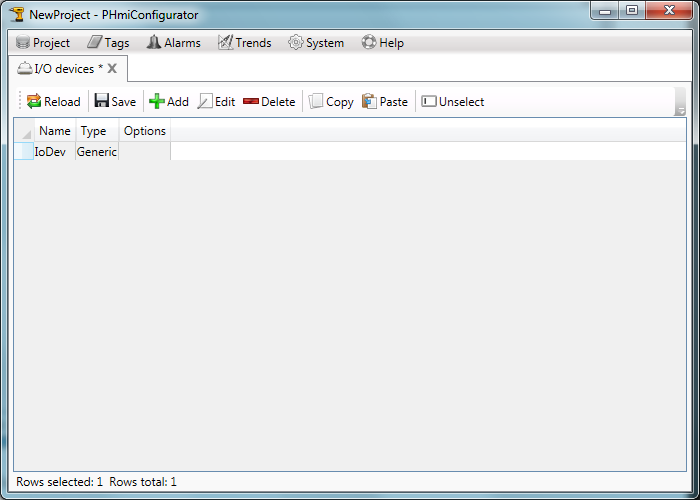 NewProject - PHmiConfigurator
Project Tags Alarms Trends System Help
I/O devices *
Reload Save Add Edit Delete Copy Paste Unselect
Name Type Options
IoDev Generic
Rows selected: 1 Rows total: 1